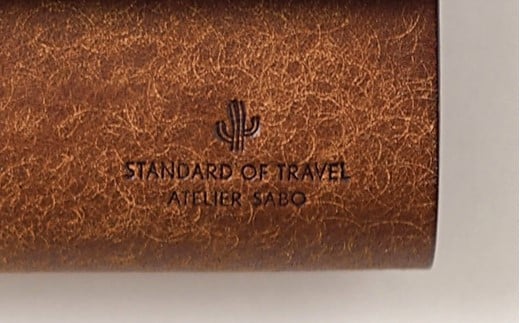 STANDARD OF TRAVEL
ATELIER SABO